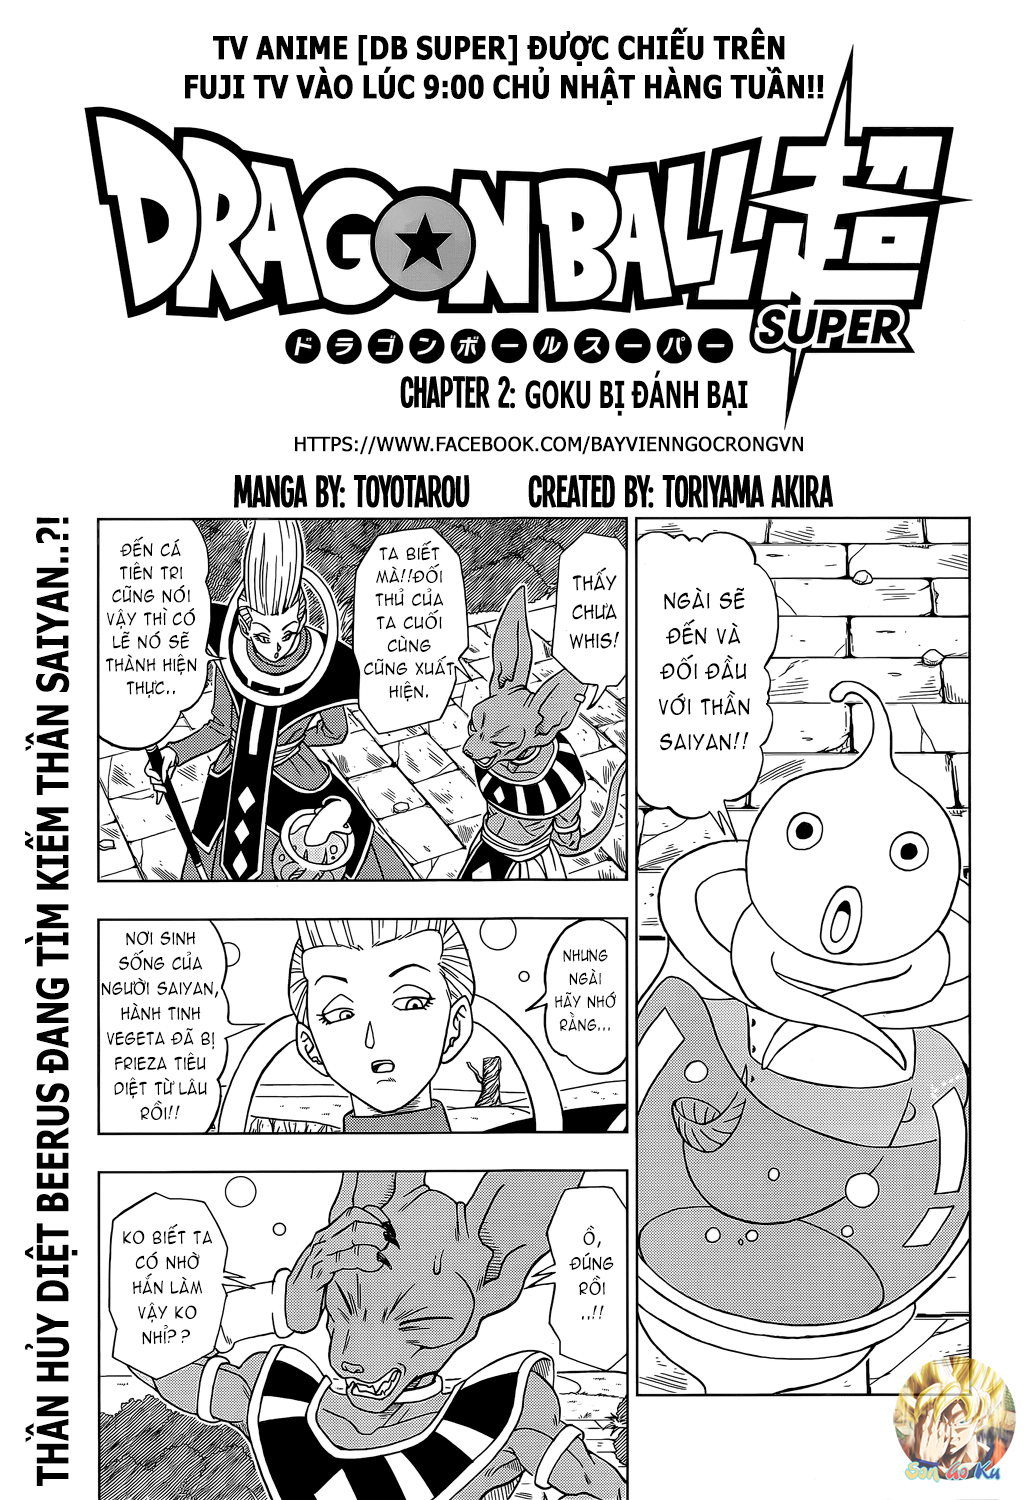 TV ANIME [DB SUPER] ĐƯỢC CHIẾU TRÊN
FUJI TV VÀO LÚC 9:00 CHỦ NHẬT HÀNG TUẦN!!
DRAGON BALL 超
SUPER
ドラゴンボールスーパー
CHAPTER 2: GOKU BỊ ĐÁNH BẠI
HTTPS://WWW.FACEBOOK.COM/BAYVIENNGOCRONGVN
MANGA BY: TOYOTAROU
CREATED BY: TORIYAMA AKIRA
THẦN HỦY DIỆT BEERUS ĐANG TÌM KIẾM THẦN SAIYAN..?!
NGÀI SẼ
ĐẾN VÀ
ĐỐI ĐẦU
VỚI THẦN
SAIYAN!!
THẤY
CHƯA
WHIS!
TA BIẾT
MÀ!!ĐỐI
THỦ CỦA
TA CUỐI
CÙNG
CŨNG XUẤT
HIỆN.
ĐẾN CÁ
TIÊN TRI
CŨNG NÓI
VẬY THÌ CÓ
LẼ NÓ SẼ
THÀNH HIỆN
THỰC..
NHƯNG
NGÀI
HÃY NHỚ
RẰNG...
NƠI SINH
SỐNG CỦA
NGƯỜI SAIYAN,
HÀNH TINH
VEGETA ĐÃ BỊ
FRIEZA TIÊU
DIỆT TỪ LÂU
RỒI!!
Ồ,
ĐÚNG
RỒI
..!!
KO BIẾT TA
CÓ NHỜ
HẮN LÀM
VẬY KO
NHỈ??
Son Go Ku